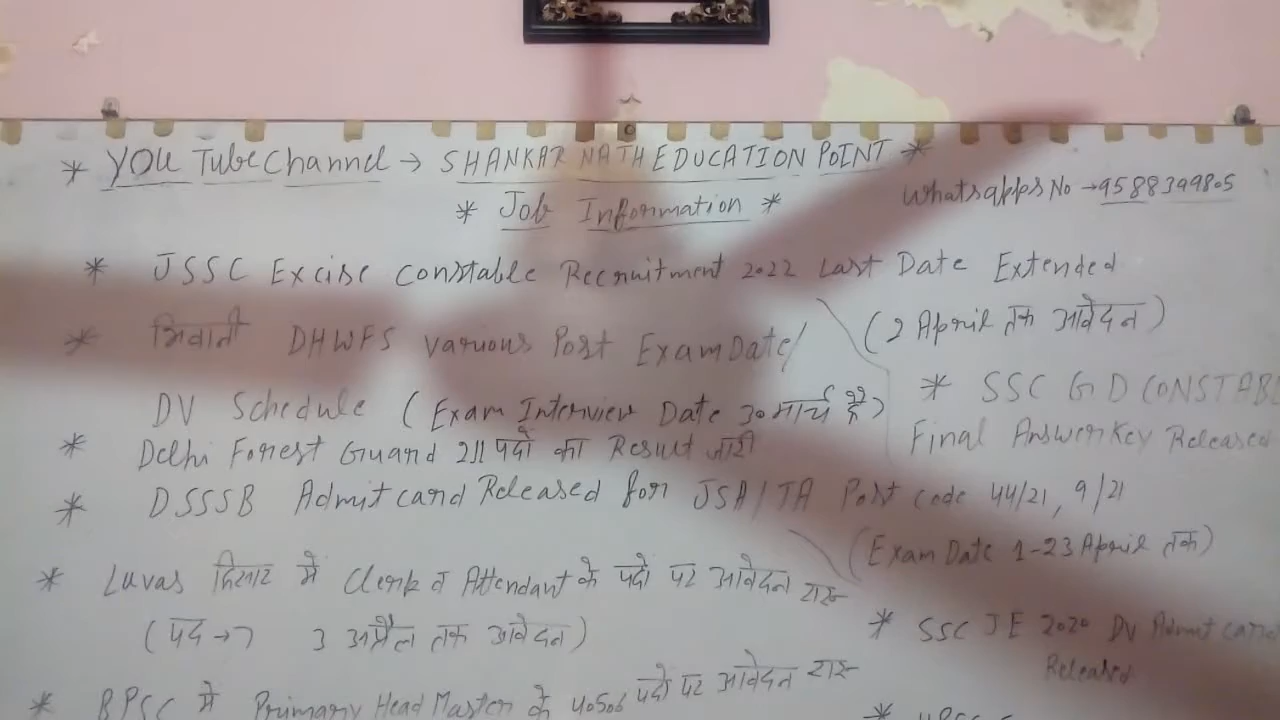 * YOU Tube Channel → SHANKAR NATH EDUCATION POINT *
Whatsapps No → 9588399805
* Job Information *
* JSSC Excise Constable Recruitment 2022 Last Date Extended
(2 April तक आवेदन)
* भिवानी DHWFS various Post Exam Date/
DV Schedule (Exam Interview Date 30 मार्च है)
* SSC GD CONSTABL
Final Answer Key Released
* Delhi Forest Guard 211 पदो का Result जारी
* DSSSB Admit card Released for JSA/TA Post code 44/21, 9/21
(Exam Date 1-23 April तक)
* Luvas हिसार मे Clerk व Attendant के पदो पर आवेदन शुरू
(पद → 7 3 अप्रैल तक आवेदन)
* SSC JE 2020 DV Admit card
Released
* BPSC मे Primary Head Master के 40506 पदो पर आवेदन शुरू
*